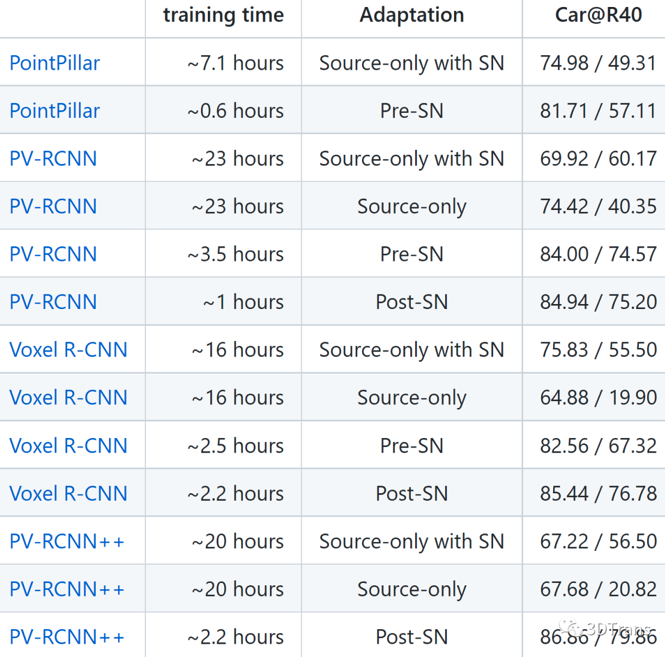 training time Adaptation Car@R40
PointPillar ~7.1 hours Source-only with SN 74.98 / 49.31
PointPillar ~0.6 hours Pre-SN 81.71 / 57.11
PV-RCNN ~23 hours Source-only with SN 69.92 / 60.17
PV-RCNN ~23 hours Source-only 74.42 / 40.35
PV-RCNN ~3.5 hours Pre-SN 84.00 / 74.57
PV-RCNN ~1 hours Post-SN 84.94 / 75.20
Voxel R-CNN ~16 hours Source-only with SN 75.83 / 55.50
Voxel R-CNN ~16 hours Source-only 64.88 / 19.90
Voxel R-CNN ~2.5 hours Pre-SN 82.56 / 67.32
Voxel R-CNN ~2.2 hours Post-SN 85.44 / 76.78
PV-RCNN++ ~20 hours Source-only with SN 67.22 / 56.50
PV-RCNN++ ~20 hours Source-only 67.68 / 20.82
PV-RCNN++ ~2.2 hours Post-SN 86.86 / 79.86
3DTrans